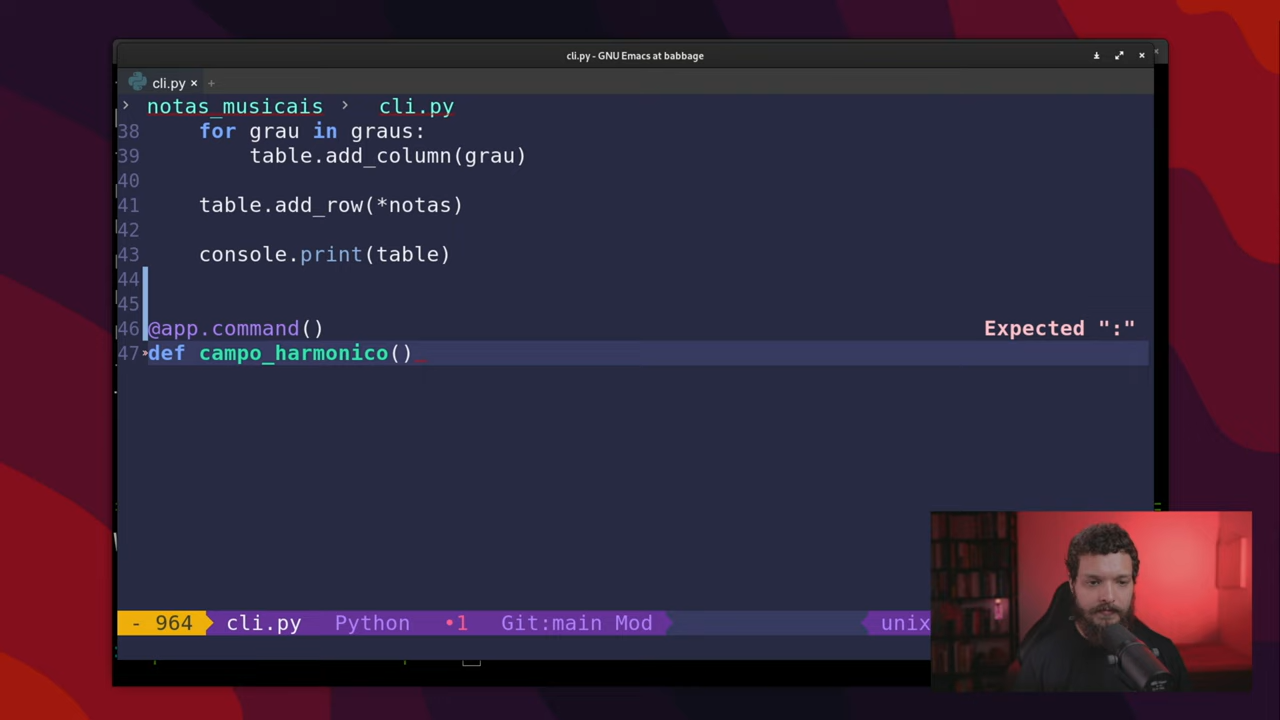 cli.py - GNU Emacs at babbage
cli.py × +
› notas_musicais › cli.py
38 for grau in graus:
39 table.add_column(grau)
40
41 table.add_row(*notas)
42
43 console.print(table)
44
45
46 @app.command() Expected ":"
47 def campo_harmonico()
- 964 cli.py Python •1 Git:main Mod unix